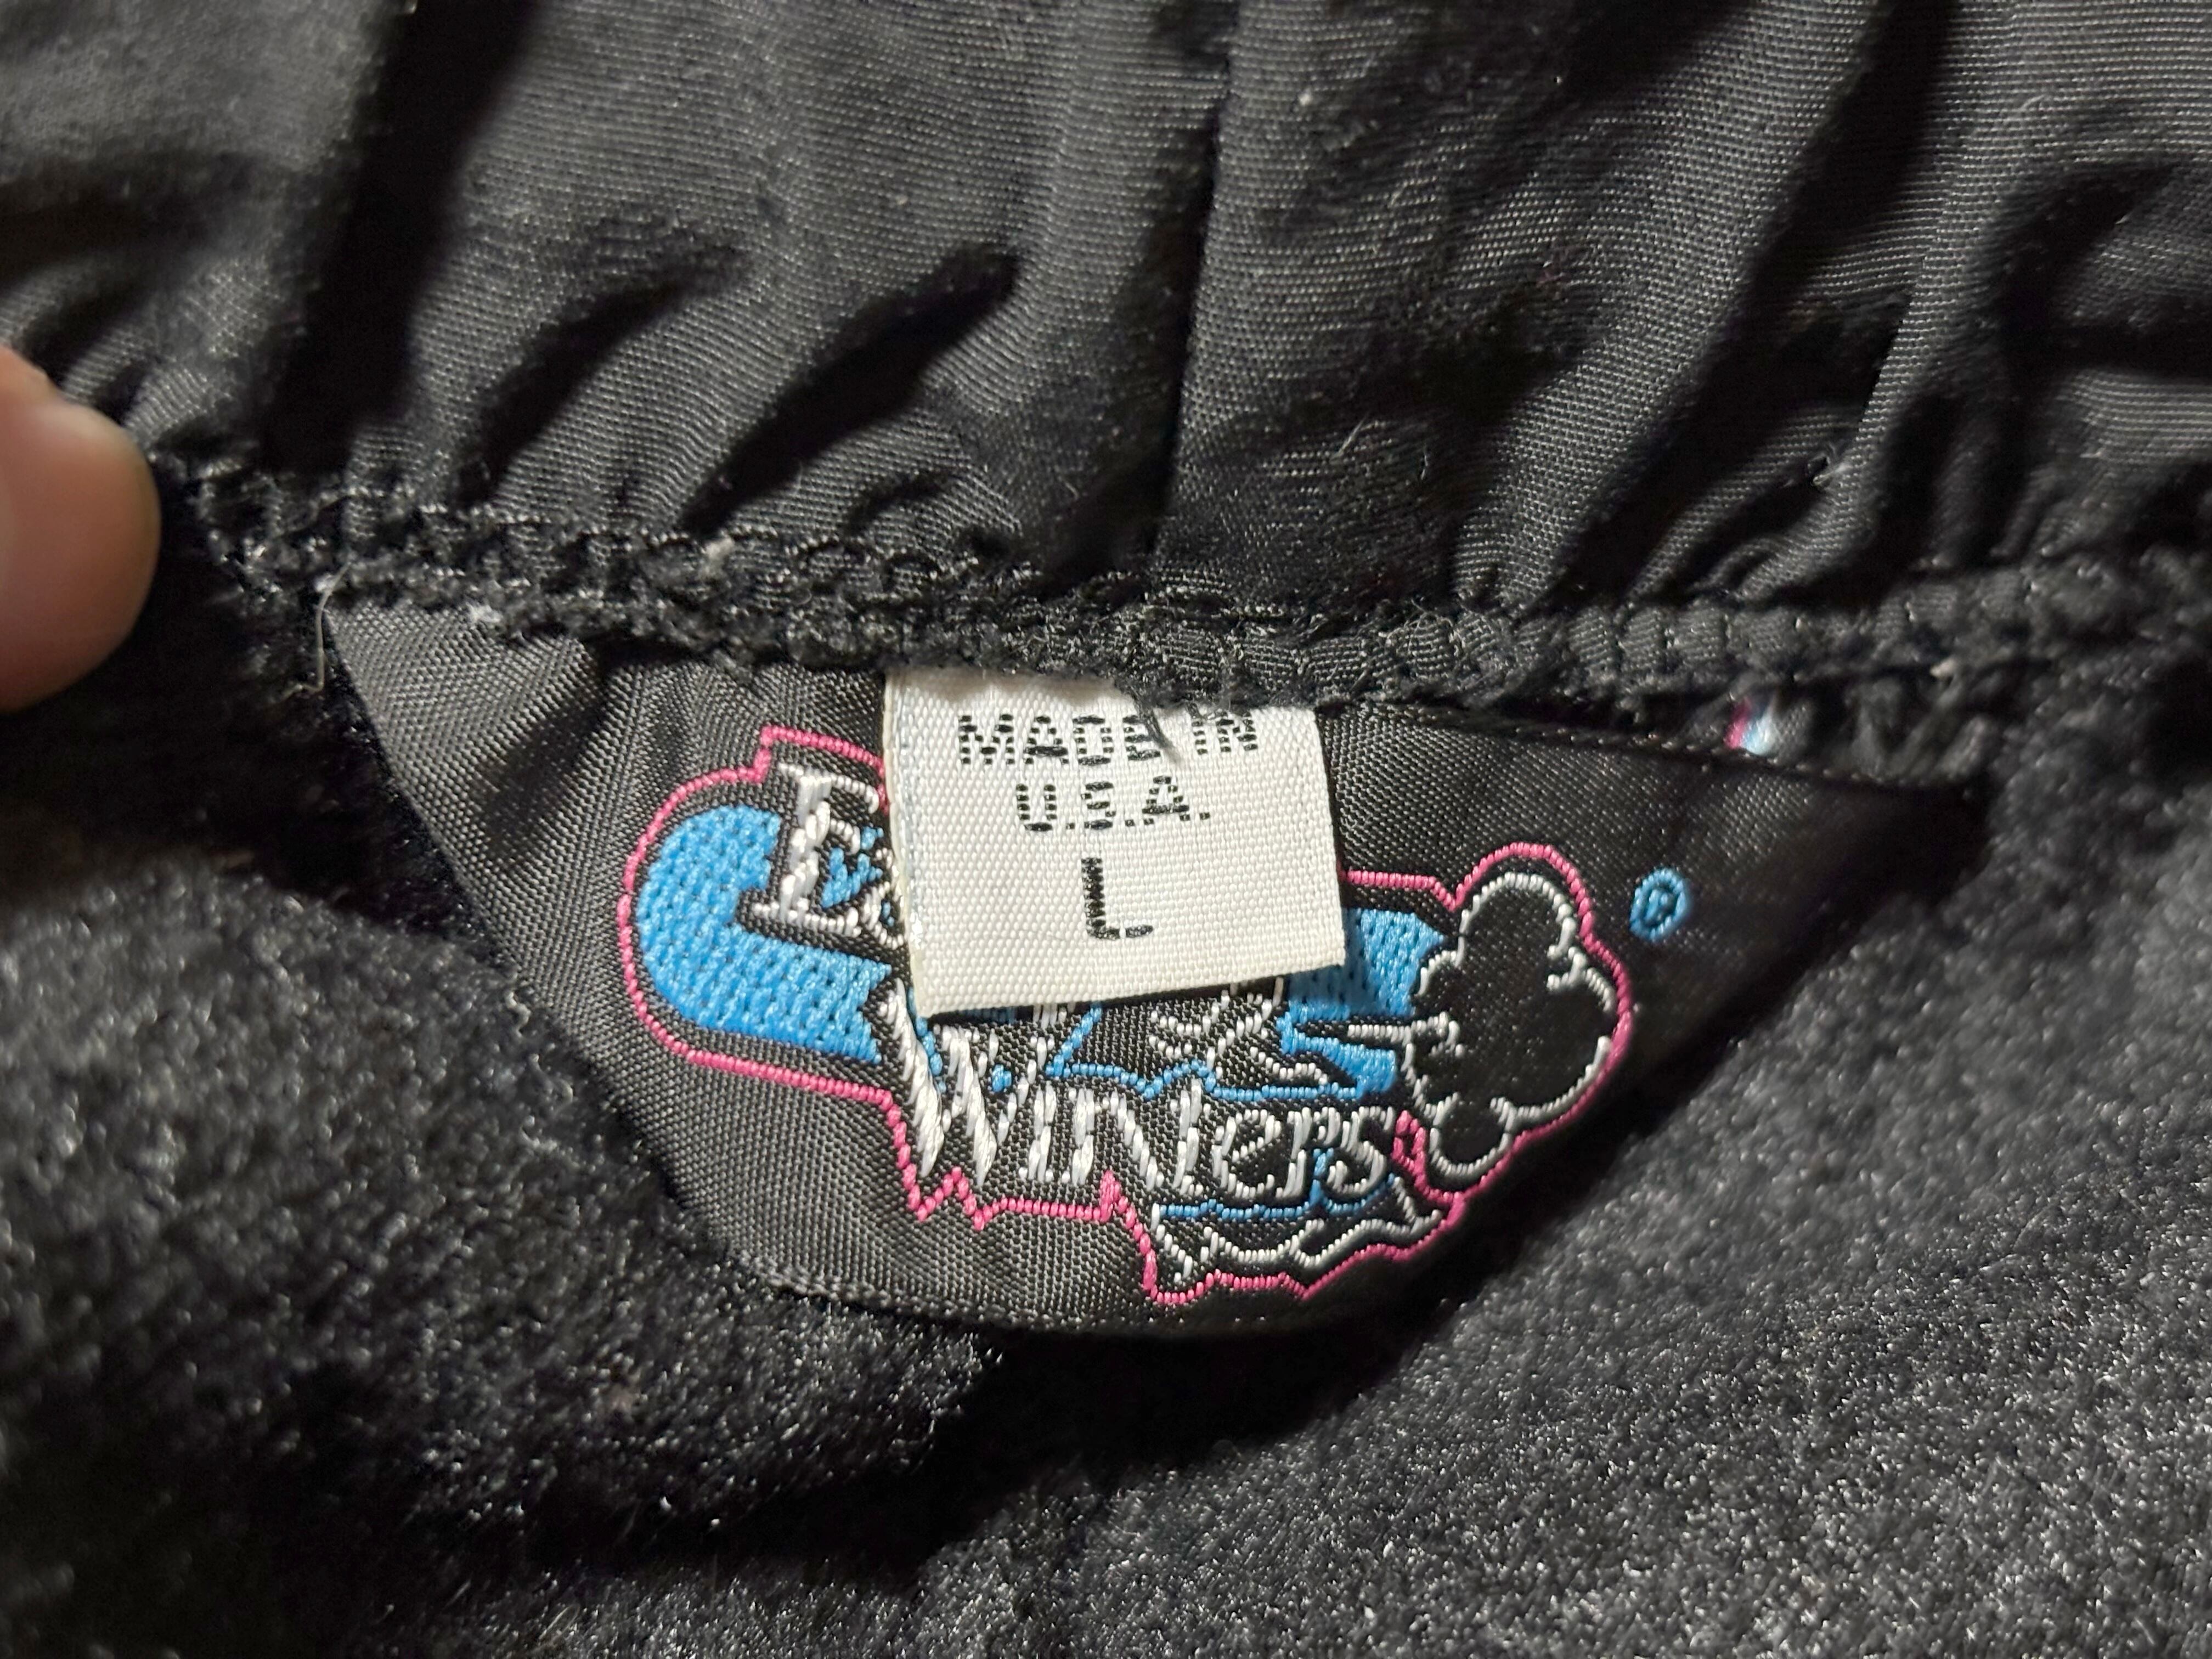 MADE IN
U.S.A.
L
®
Winters